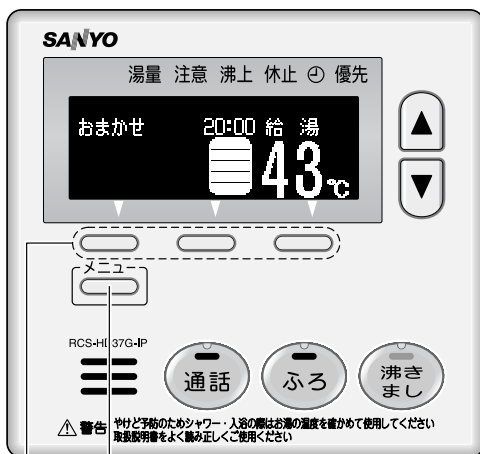 SANYO
湯量 注意 沸上 休止 優先
おまかせ 20:00 給 湯
43℃
メニュー
RCS-HD37G-IP
通話
ふろ
沸き
まし
警告 やけど予防のためシャワー・入浴の際はお湯の温度を確かめて使用してください
取扱説明書をよく読み正しくご使用ください